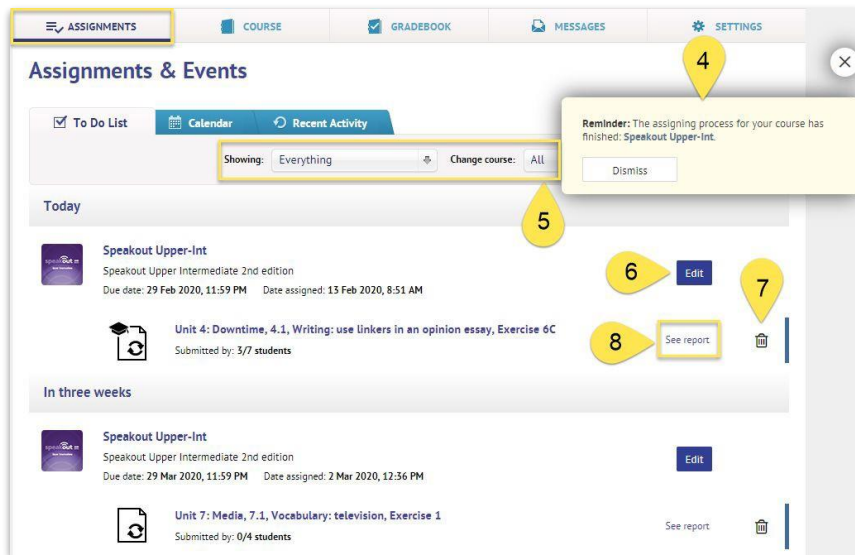 ASSIGNMENTS
COURSE
GRADEBOOK
MESSAGES
SETTINGS
Assignments & Events
4
To Do List
Calendar
Recent Activity
Reminder: The assigning process for your course has
finished: Speakout Upper-Int.
Dismiss
Showing: Everything
Change course: All
5
Today
speakout
Speakout Upper-Int
Speakout Upper Intermediate 2nd edition
Due date: 29 Feb 2020, 11:59 PM Date assigned: 13 Feb 2020, 8:51 AM
6
Edit
7
Unit 4: Downtime, 4.1, Writing: use linkers in an opinion essay, Exercise 6C
Submitted by: 3/7 students
8
See report
In three weeks
speakout
Speakout Upper-Int
Speakout Upper Intermediate 2nd edition
Due date: 29 Mar 2020, 11:59 PM Date assigned: 2 Mar 2020, 12:36 PM
Edit
Unit 7: Media, 7.1, Vocabulary: television, Exercise 1
Submitted by: 0/4 students
See report